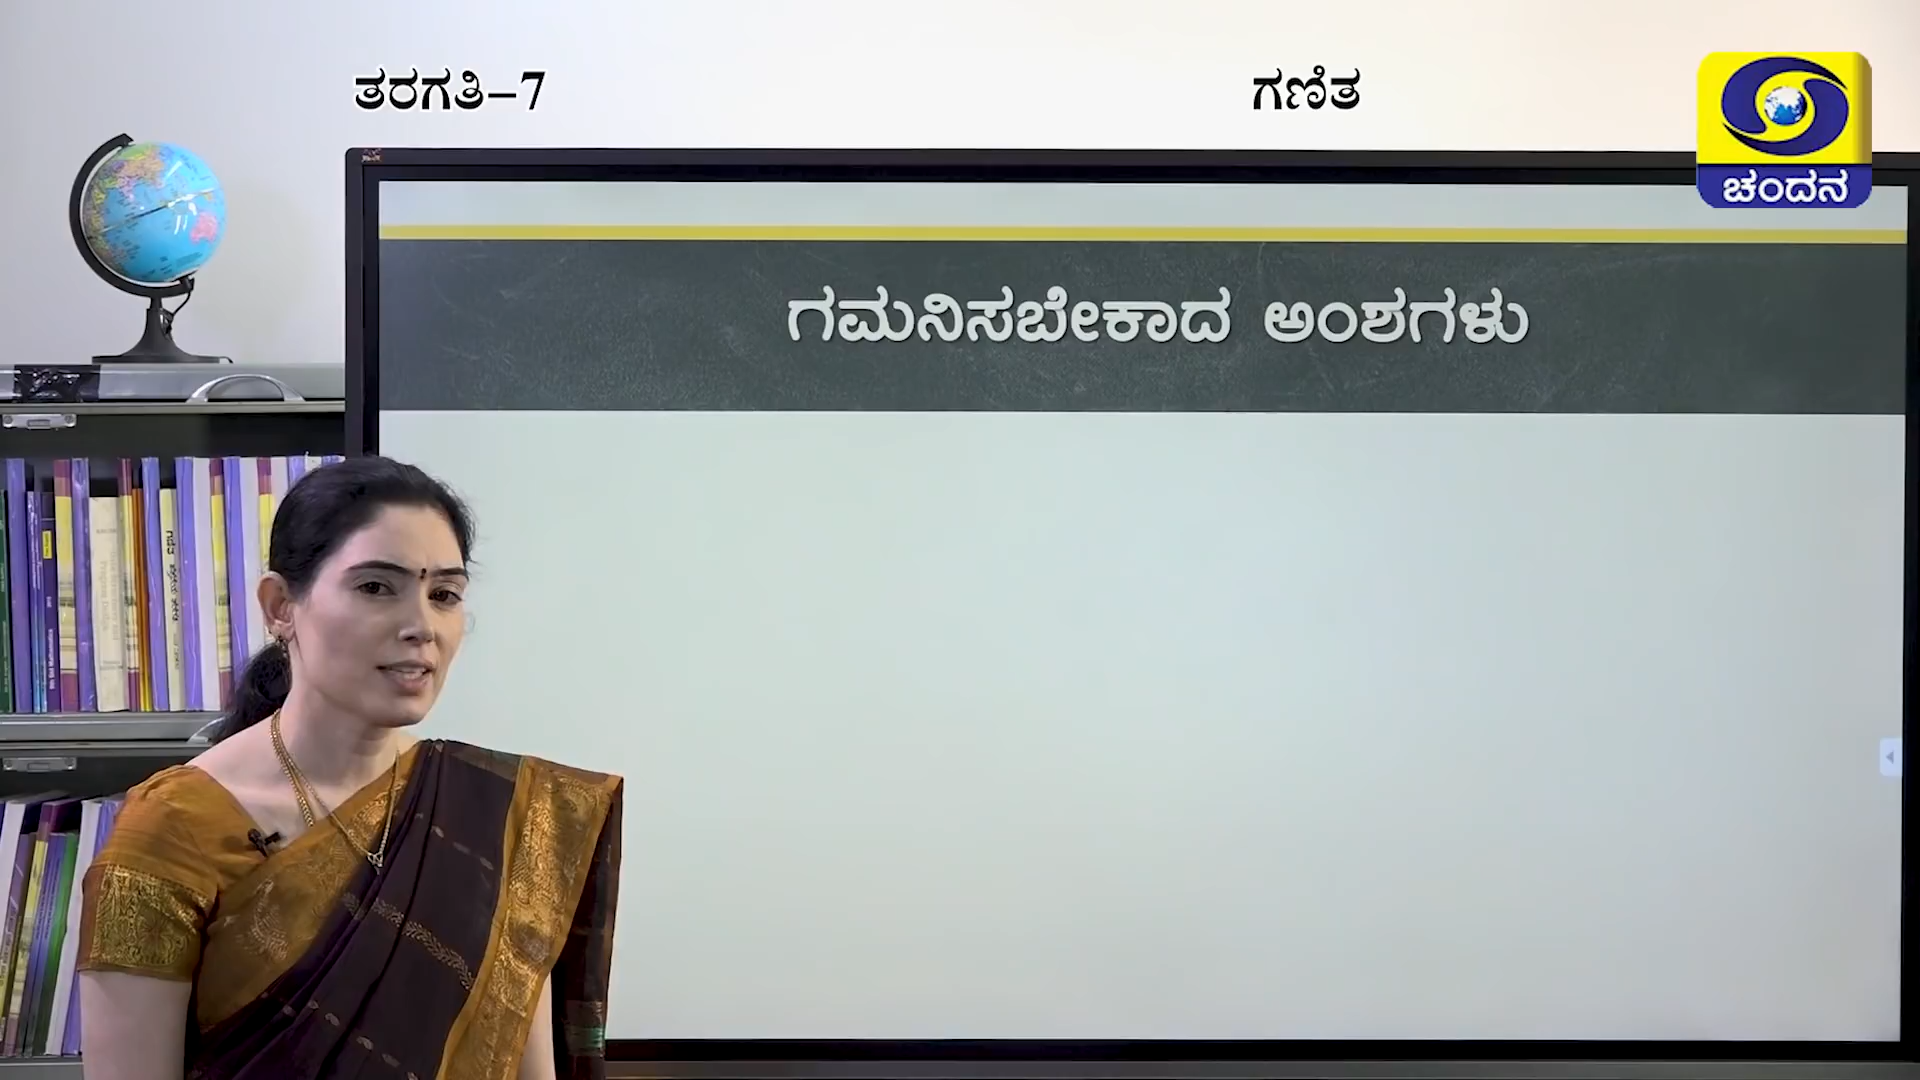 ತರಗತಿ–7
ಗಣಿತ
ಚಂದನ
ಗಮನಿಸಬೇಕಾದ ಅಂಶಗಳು